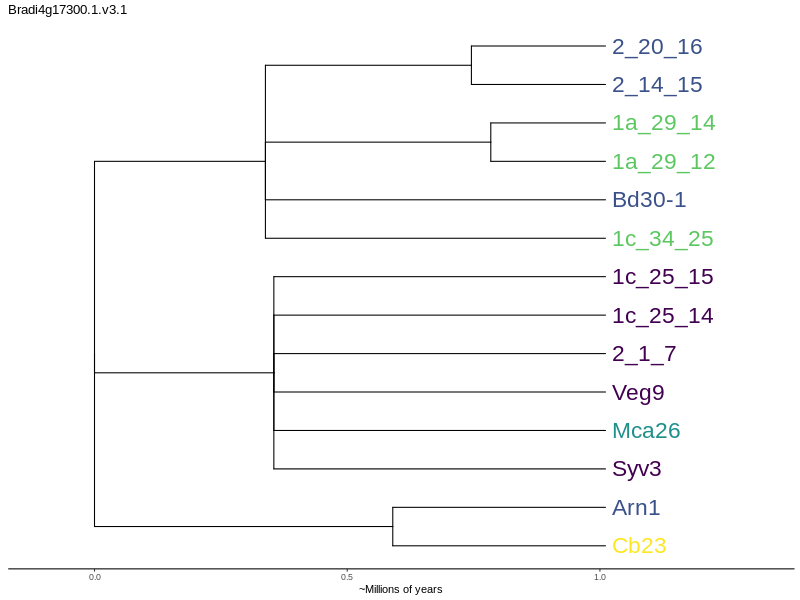 Bradi4g17300.1.v3.1
2_20_16
2_14_15
1a_29_14
1a_29_12
Bd30-1
1c_34_25
1c_25_15
1c_25_14
2_1_7
Veg9
Mca26
Syv3
Arn1
Cb23
0.0 0.5 1.0
~Millions of years